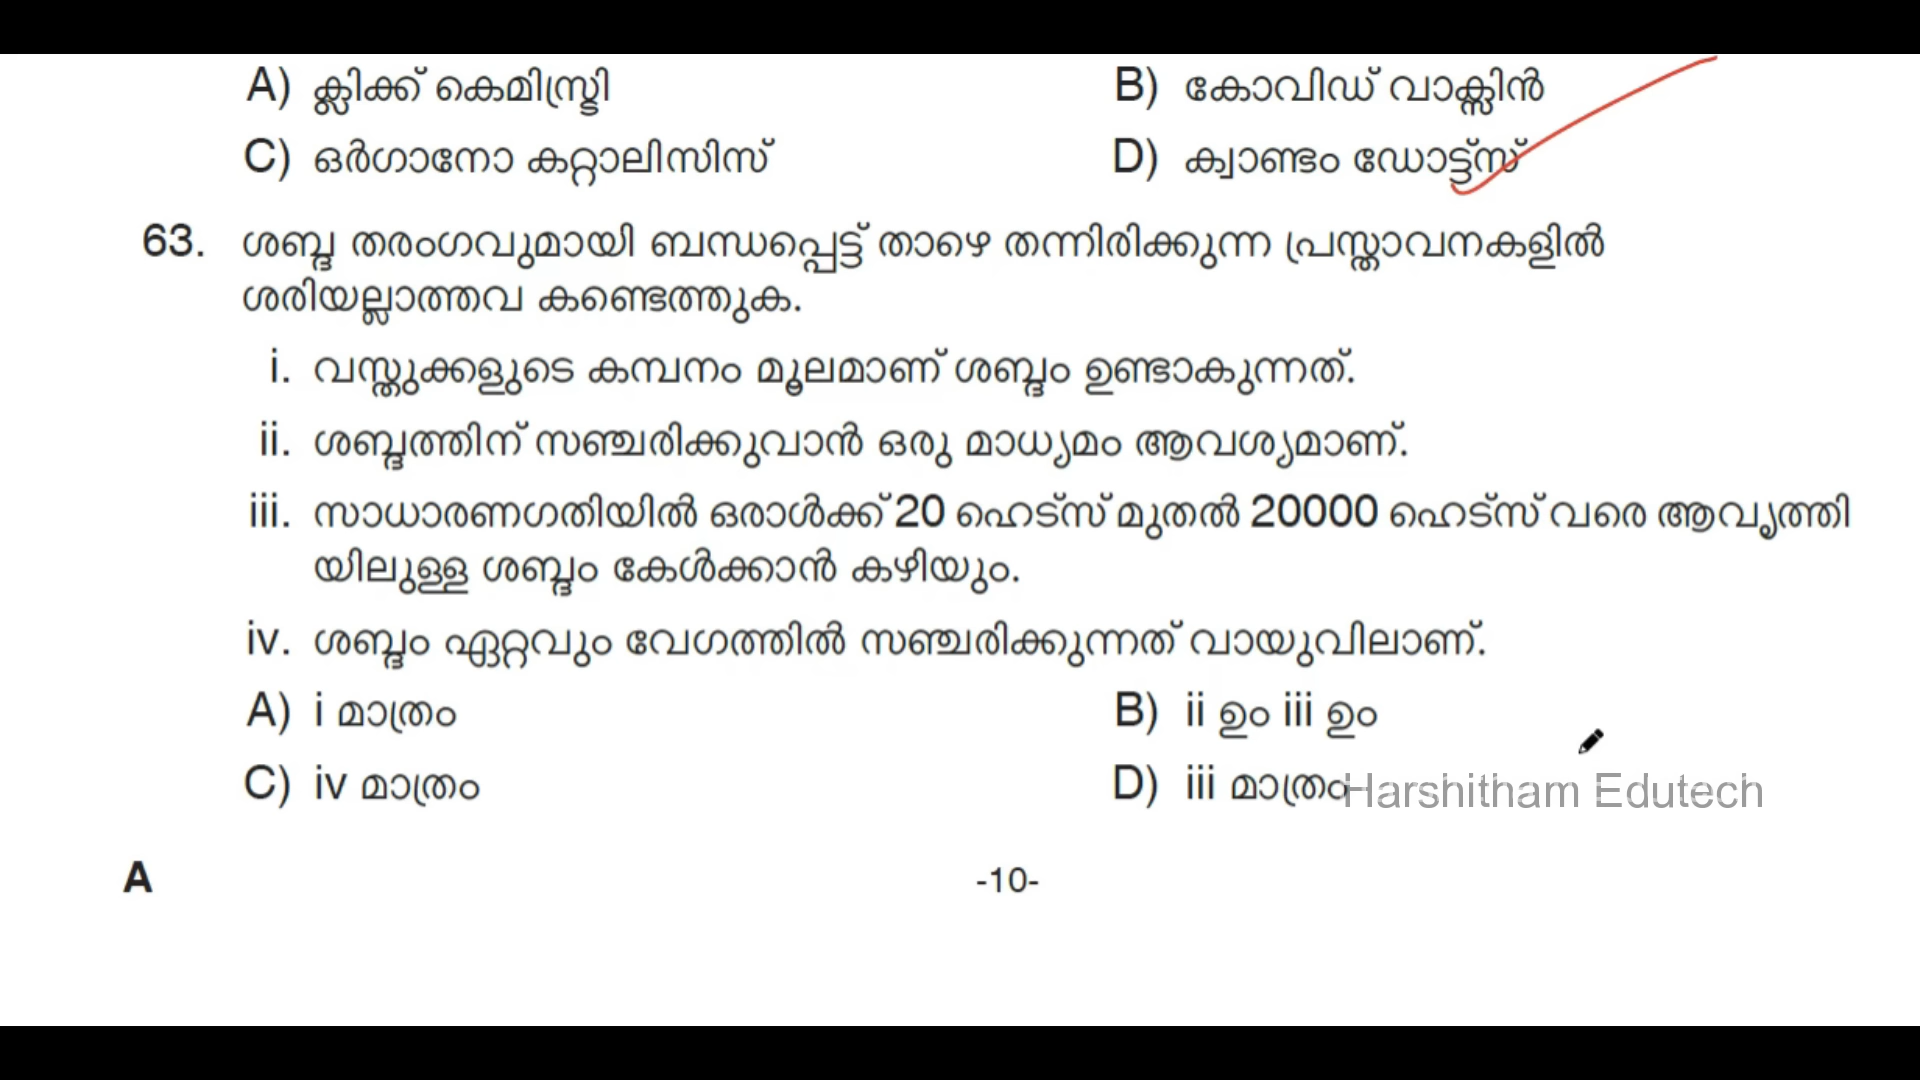 A) ക്ലിക്ക് കെമിസ്ട്രി B) കോവിഡ് വാക്സിൻ
C) ഒർഗാനോ കറ്റാലിസിസ് D) ക്വാണ്ടം ഡോട്ട്സ്
63. ശബ്ദ തരംഗവുമായി ബന്ധപ്പെട്ട് താഴെ തന്നിരിക്കുന്ന പ്രസ്താവനകളിൽ
ശരിയല്ലാത്തവ കണ്ടെത്തുക.
i. വസ്തുക്കളുടെ കമ്പനം മൂലമാണ് ശബ്ദം ഉണ്ടാകുന്നത്.
ii. ശബ്ദത്തിന് സഞ്ചരിക്കുവാൻ ഒരു മാധ്യമം ആവശ്യമാണ്.
iii. സാധാരണഗതിയിൽ ഒരാൾക്ക് 20 ഹെട്സ് മുതൽ 20000 ഹെട്സ് വരെ ആവൃത്തി
യിലുള്ള ശബ്ദം കേൾക്കാൻ കഴിയും.
iv. ശബ്ദം ഏറ്റവും വേഗത്തിൽ സഞ്ചരിക്കുന്നത് വായുവിലാണ്.
A) i മാത്രം B) ii ഉം iii ഉം
C) iv മാത്രം D) iii മാത്രം
Harshitham Edutech
A -10-